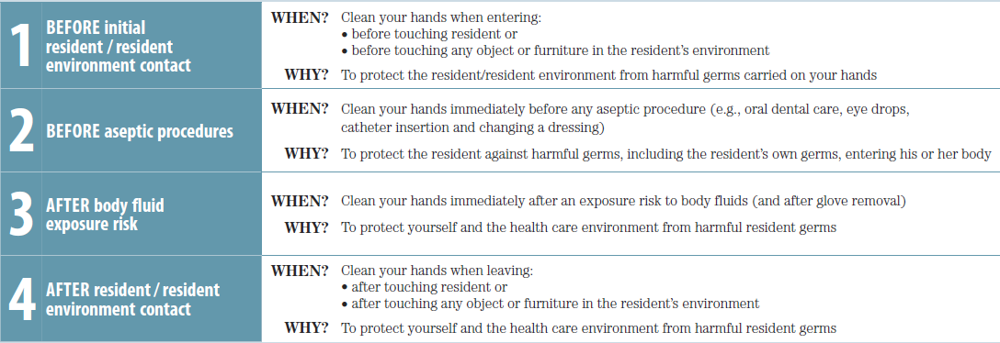 1
BEFORE initial
resident / resident
environment contact
WHEN? Clean your hands when entering:
• before touching resident or
• before touching any object or furniture in the resident’s environment
WHY? To protect the resident/resident environment from harmful germs carried on your hands
2
BEFORE aseptic procedures
WHEN? Clean your hands immediately before any aseptic procedure (e.g., oral dental care, eye drops,
catheter insertion and changing a dressing)
WHY? To protect the resident against harmful germs, including the resident’s own germs, entering his or her body
3
AFTER body fluid
exposure risk
WHEN? Clean your hands immediately after an exposure risk to body fluids (and after glove removal)
WHY? To protect yourself and the health care environment from harmful resident germs
4
AFTER resident / resident
environment contact
WHEN? Clean your hands when leaving:
• after touching resident or
• after touching any object or furniture in the resident’s environment
WHY? To protect yourself and the health care environment from harmful resident germs